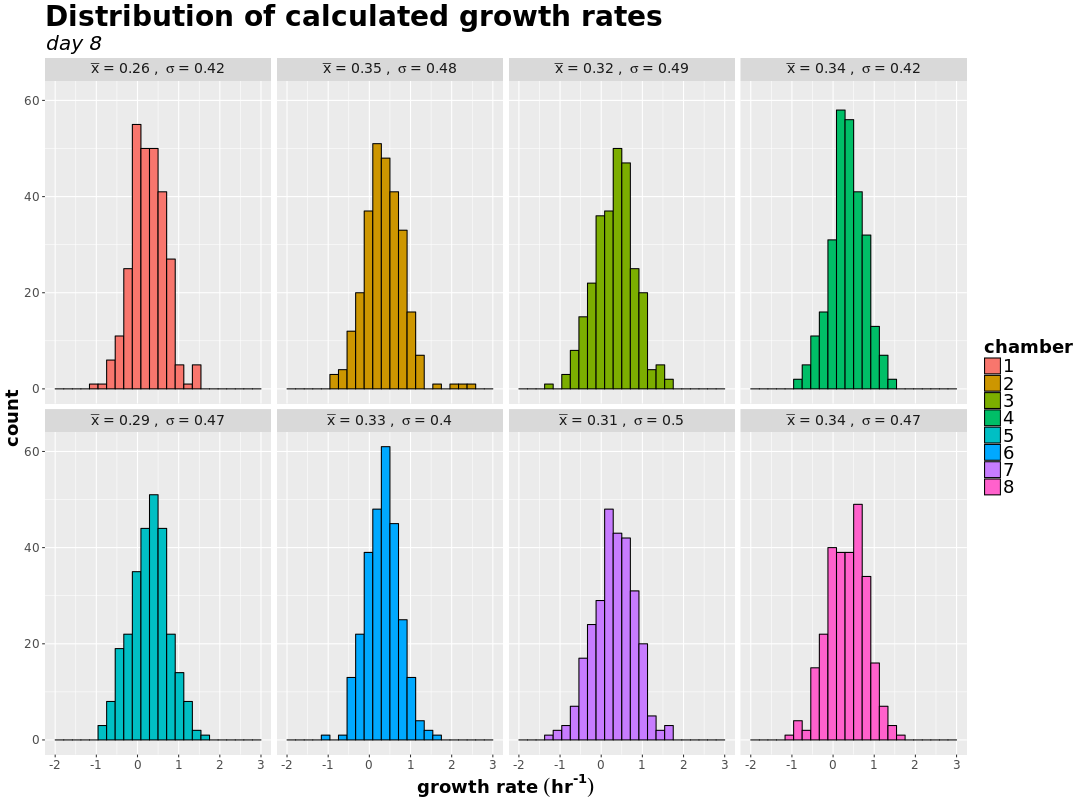 Distribution of calculated growth rates
day 8
x̅ = 0.26 , σ = 0.42
x̅ = 0.35 , σ = 0.48
x̅ = 0.32 , σ = 0.49
x̅ = 0.34 , σ = 0.42
60
40
20
0
x̅ = 0.29 , σ = 0.47
x̅ = 0.33 , σ = 0.4
x̅ = 0.31 , σ = 0.5
x̅ = 0.34 , σ = 0.47
60
40
20
0
-2 -1 0 1 2 3
-2 -1 0 1 2 3
-2 -1 0 1 2 3
-2 -1 0 1 2 3
growth rate (hr⁻¹)
count
chamber
1
2
3
4
5
6
7
8